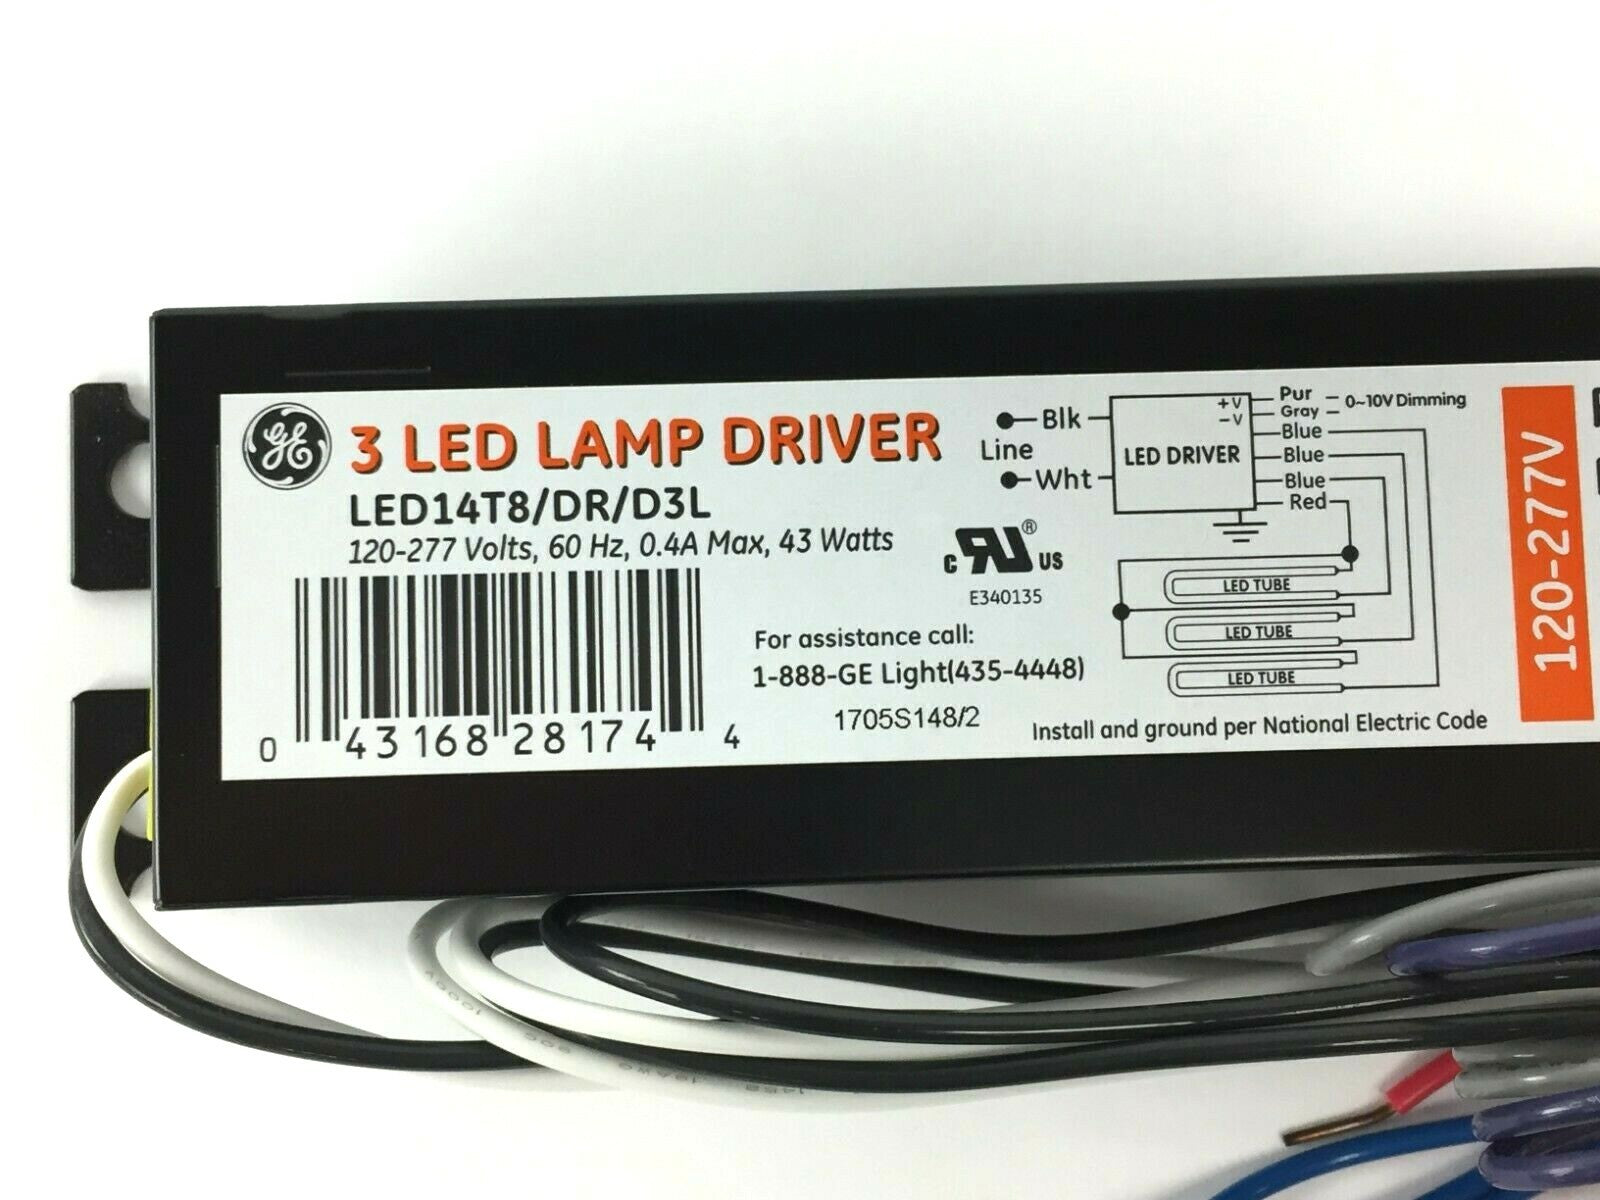 GE
3 LED LAMP DRIVER
LED14T8/DR/D3L
120-277 Volts, 60 Hz, 0.4A Max, 43 Watts
0 43168 28174 4
C RU ® US
E340135
For assistance call:
1-888-GE Light(435-4448)
1705S148/2
Blk
Line
Wht
LED DRIVER
+V
-V
Pur
Gray
0~10V Dimming
Blue
Blue
Blue
Red
LED TUBE
LED TUBE
LED TUBE
Install and ground per National Electric Code
120-277V